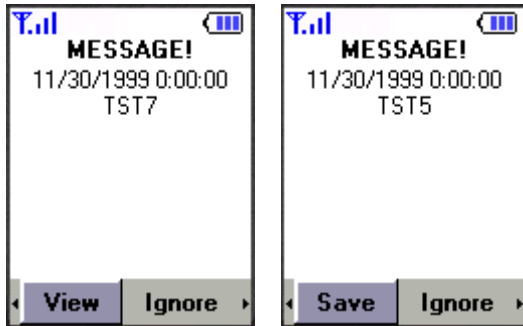 MESSAGE!
11/30/1999 0:00:00
TST7
View Ignore
MESSAGE!
11/30/1999 0:00:00
TST5
Save Ignore